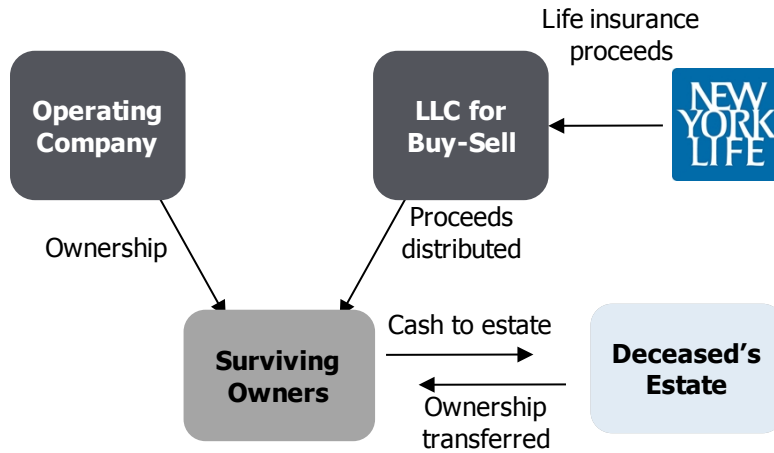 Life insurance
proceeds
Operating
Company
LLC for
Buy-Sell
NEW
YORK
LIFE
Ownership
Proceeds
distributed
Surviving
Owners
Cash to estate
Ownership
transferred
Deceased’s
Estate